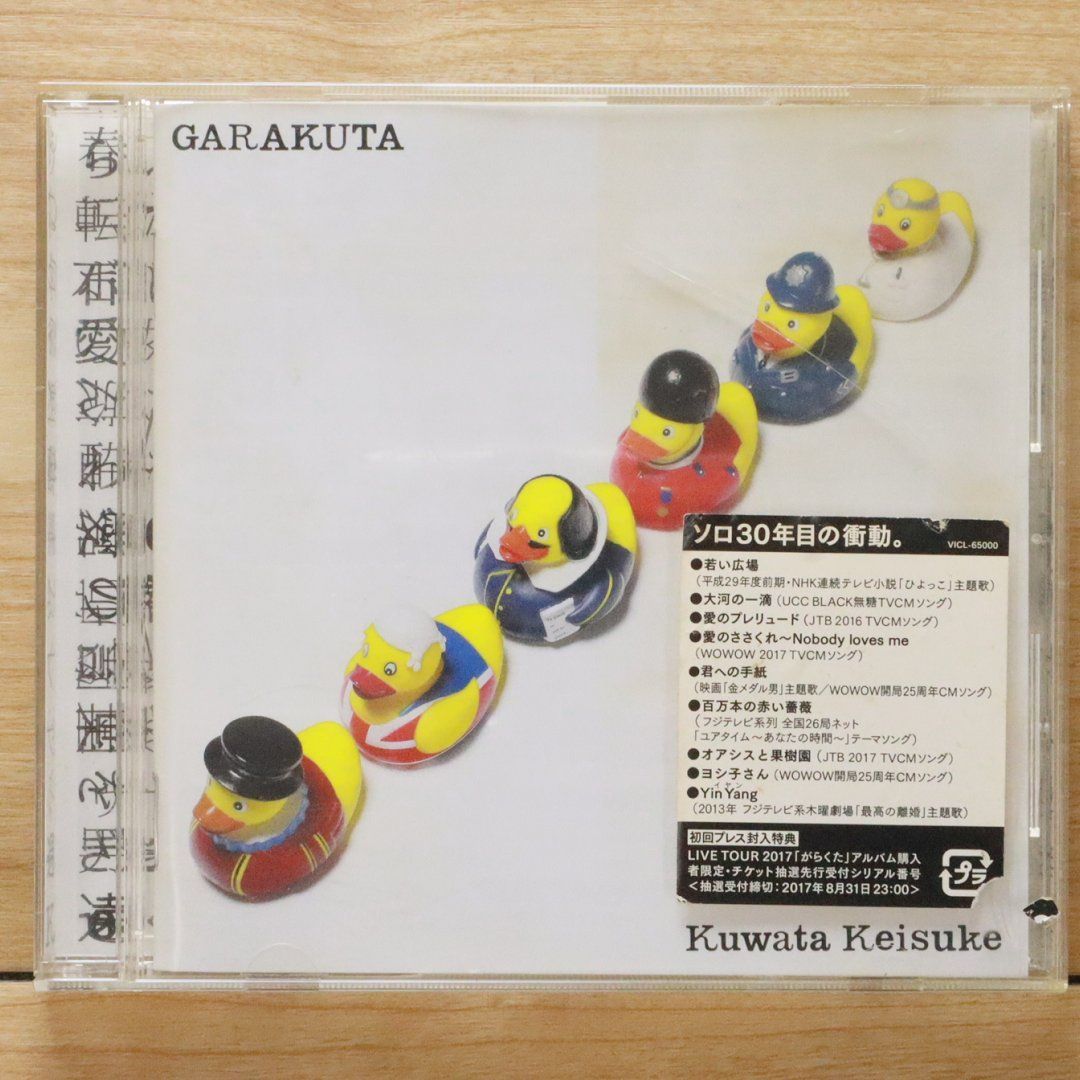 GARAKUTA
ソロ30年目の衝動。
VICL-65000
●若い広場
（平成29年度前期・NHK連続テレビ小説「ひよっこ」主題歌）
●大河の一滴（UCC BLACK無糖TVCMソング）
●愛のプレリュード（JTB 2016 TVCMソング）
●愛のささくれ～Nobody loves me
（WOWOW 2017 TVCMソング）
●君への手紙
（映画「金メダル男」主題歌／WOWOW開局25周年CMソング）
●百万本の赤い薔薇
（フジテレビ系列 全国26局ネット
「ユアタイム～あなたの時間～」テーマソング）
●オアシスと果樹園（JTB 2017 TVCMソング）
●ヨシ子さん（WOWOW開局25周年CMソング）
イヤン
●Yin Yang
（2013年 フジテレビ系木曜劇場「最高の離婚」主題歌）
初回プレス封入特典
LIVE TOUR 2017「がらくた」アルバム購入
者限定・チケット抽選先行受付シリアル番号
＜抽選受付締切：2017年8月31日23:00＞
プラ
Kuwata Keisuke